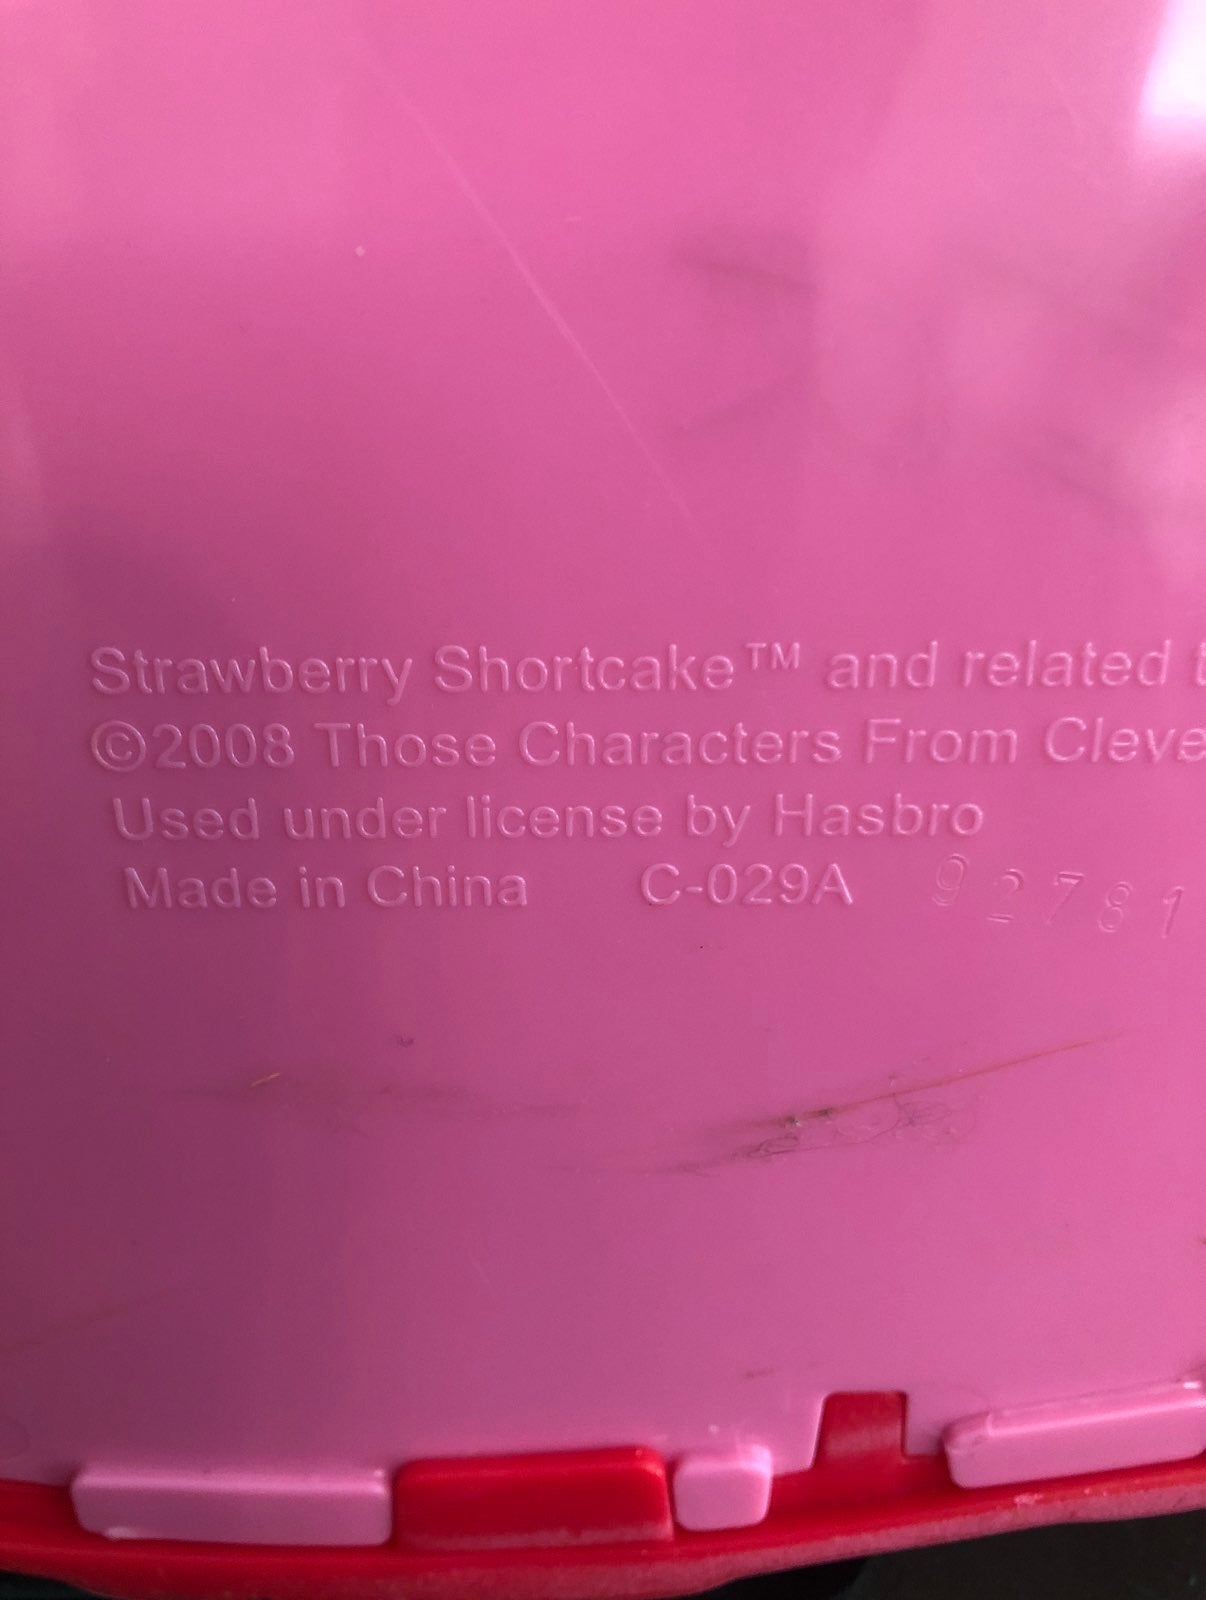 Strawberry Shortcake™ and related t
©2008 Those Characters From Cleve
Used under license by Hasbro
Made in China C-029A 92781